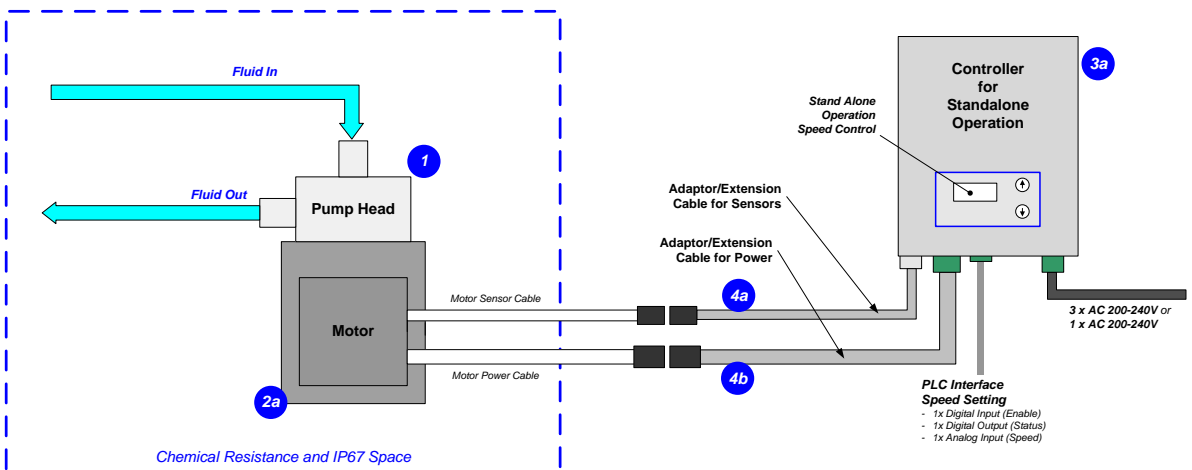 Fluid In
1
Fluid Out
Pump Head
Motor
2a
Chemical Resistance and IP67 Space
Motor Sensor Cable
Motor Power Cable
Stand Alone
Operation
Speed Control
Controller
for
Standalone
Operation
3a
Adaptor/Extension
Cable for Sensors
Adaptor/Extension
Cable for Power
4a
4b
3 x AC 200-240V or
1 x AC 200-240V
PLC Interface
Speed Setting
- 1x Digital Input (Enable)
- 1x Digital Output (Status)
- 1x Analog Input (Speed)